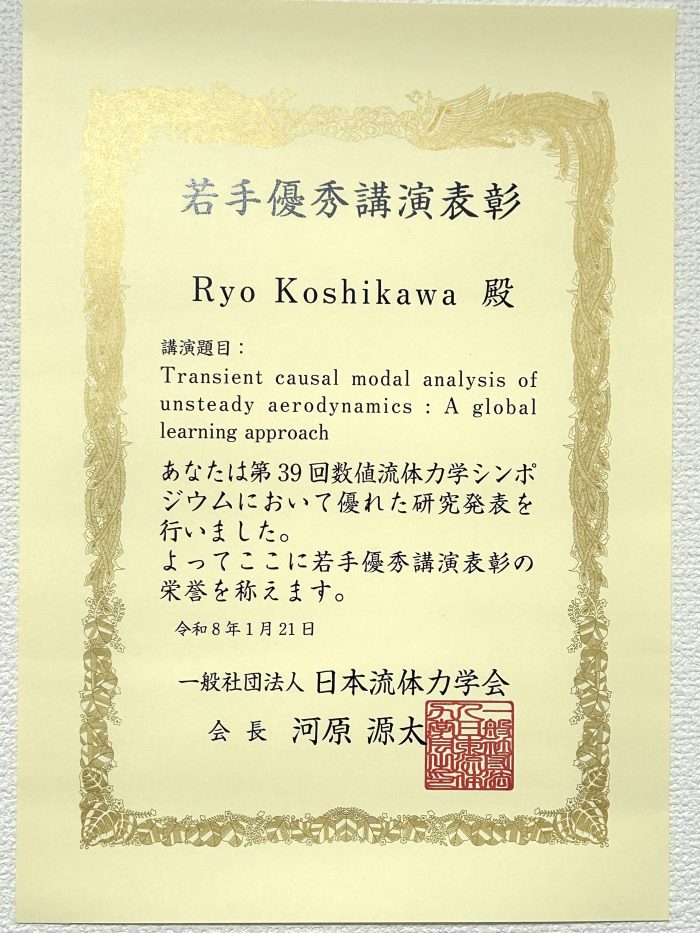 若手優秀講演表彰
Ryo Koshikawa 殿
講演題目：
Transient causal modal analysis of
unsteady aerodynamics : A global
learning approach
あなたは第 39 回数値流体力学シンポ
ジウムにおいて優れた研究発表を
行いました。
よってここに若手優秀講演表彰の
栄誉を称えます。
令和 8 年 1 月 21 日
一般社団法人 日本流体力学会
会 長 河原 源太